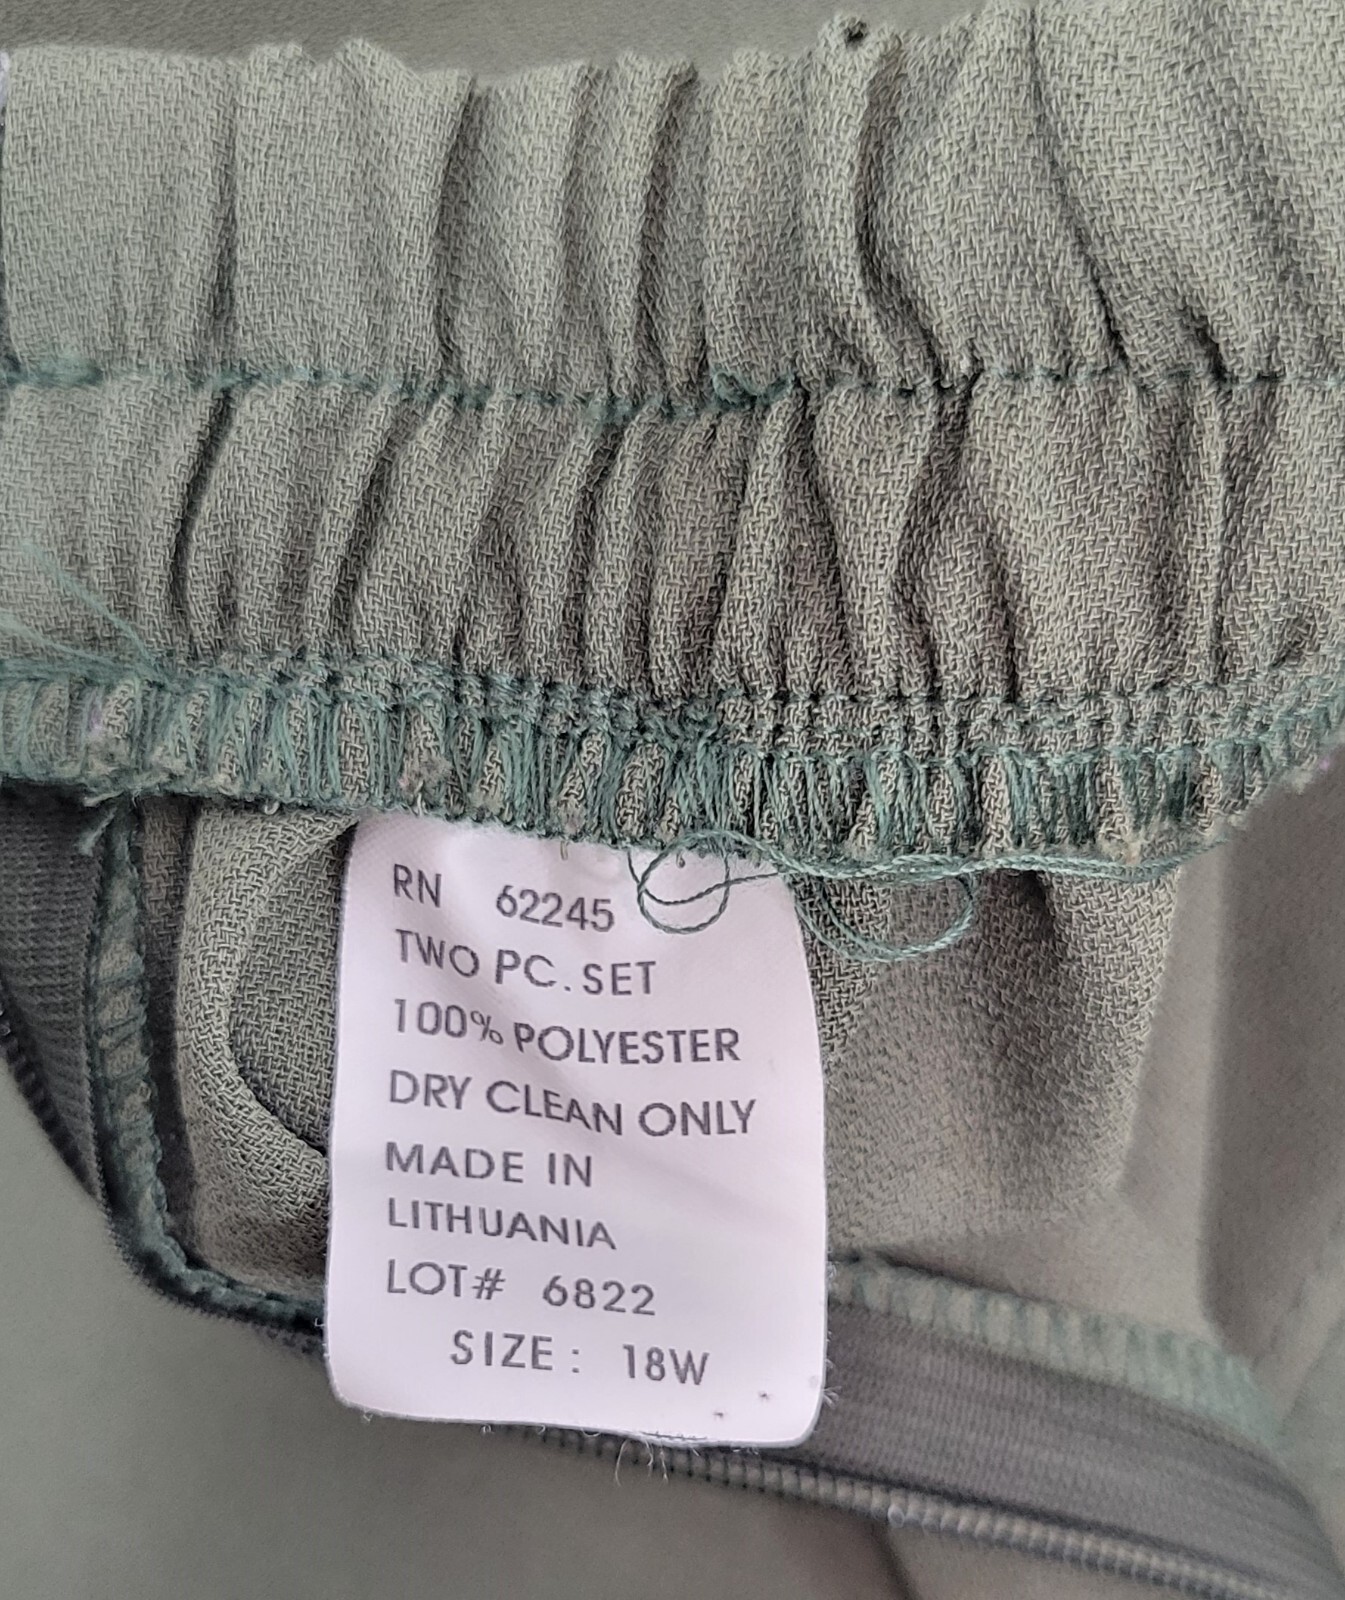 RN 62245
TWO PC. SET
100% POLYESTER
DRY CLEAN ONLY
MADE IN
LITHUANIA
LOT# 6822
SIZE: 18W